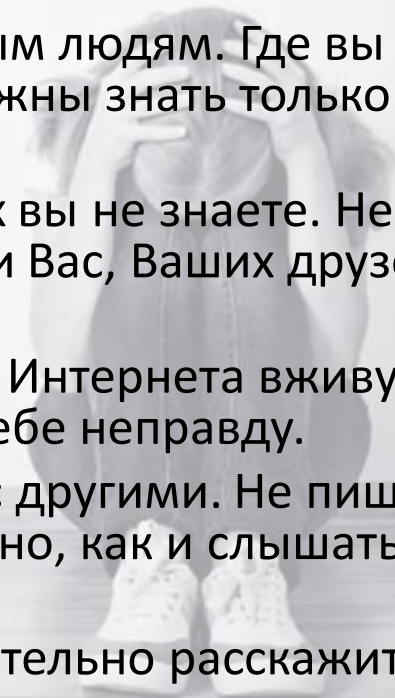 ым людям. Где вы
жны знать только
х вы не знаете. Не
и Вас, Ваших друз
Интернета вживу
ебе неправду.
с другими. Не пиш
но, как и слышать
тельно расскажит